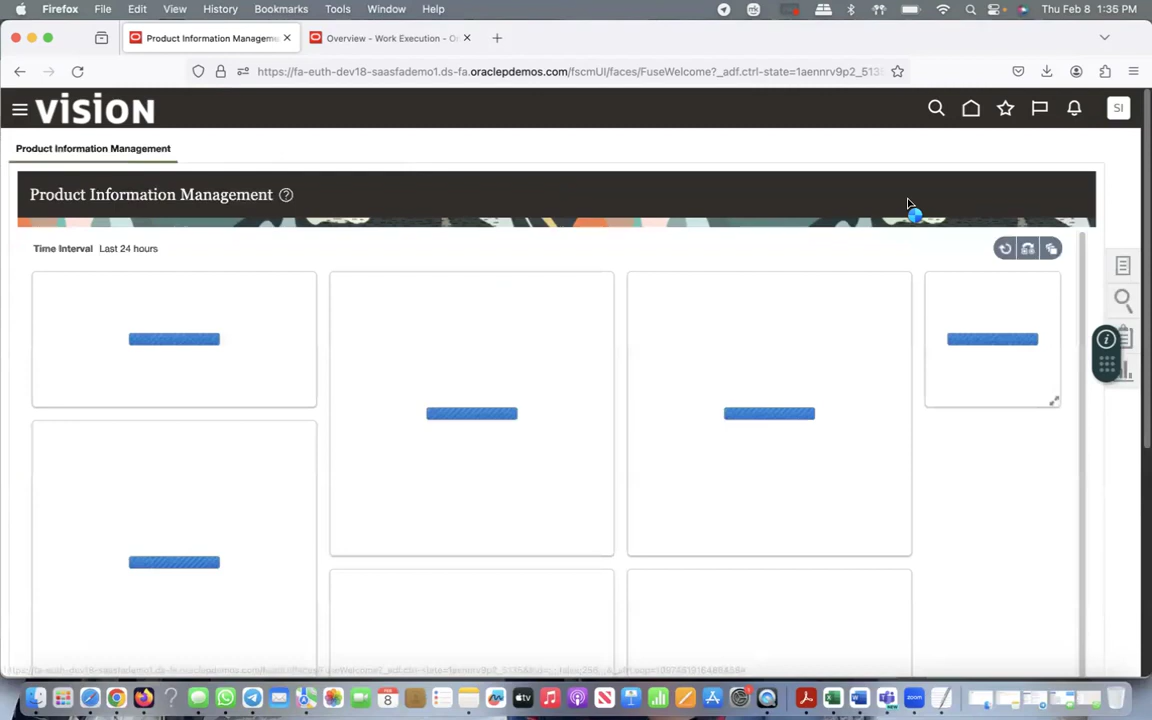 Firefox File Edit View History Bookmarks Tools Window Help Thu Feb 8 1:36 PM
Product Information Manageme Overview - Work Execution - O
https://fa-euth-dev18-saasfademo1.ds-fa.oraclepdemos.com/fscmUI/faces/FuseWelcome?_adf.ctrl-state=1aennrv9p2_513
VISION SI
Product Information Management
Product Information Management ?
Time Interval Last 24 hours